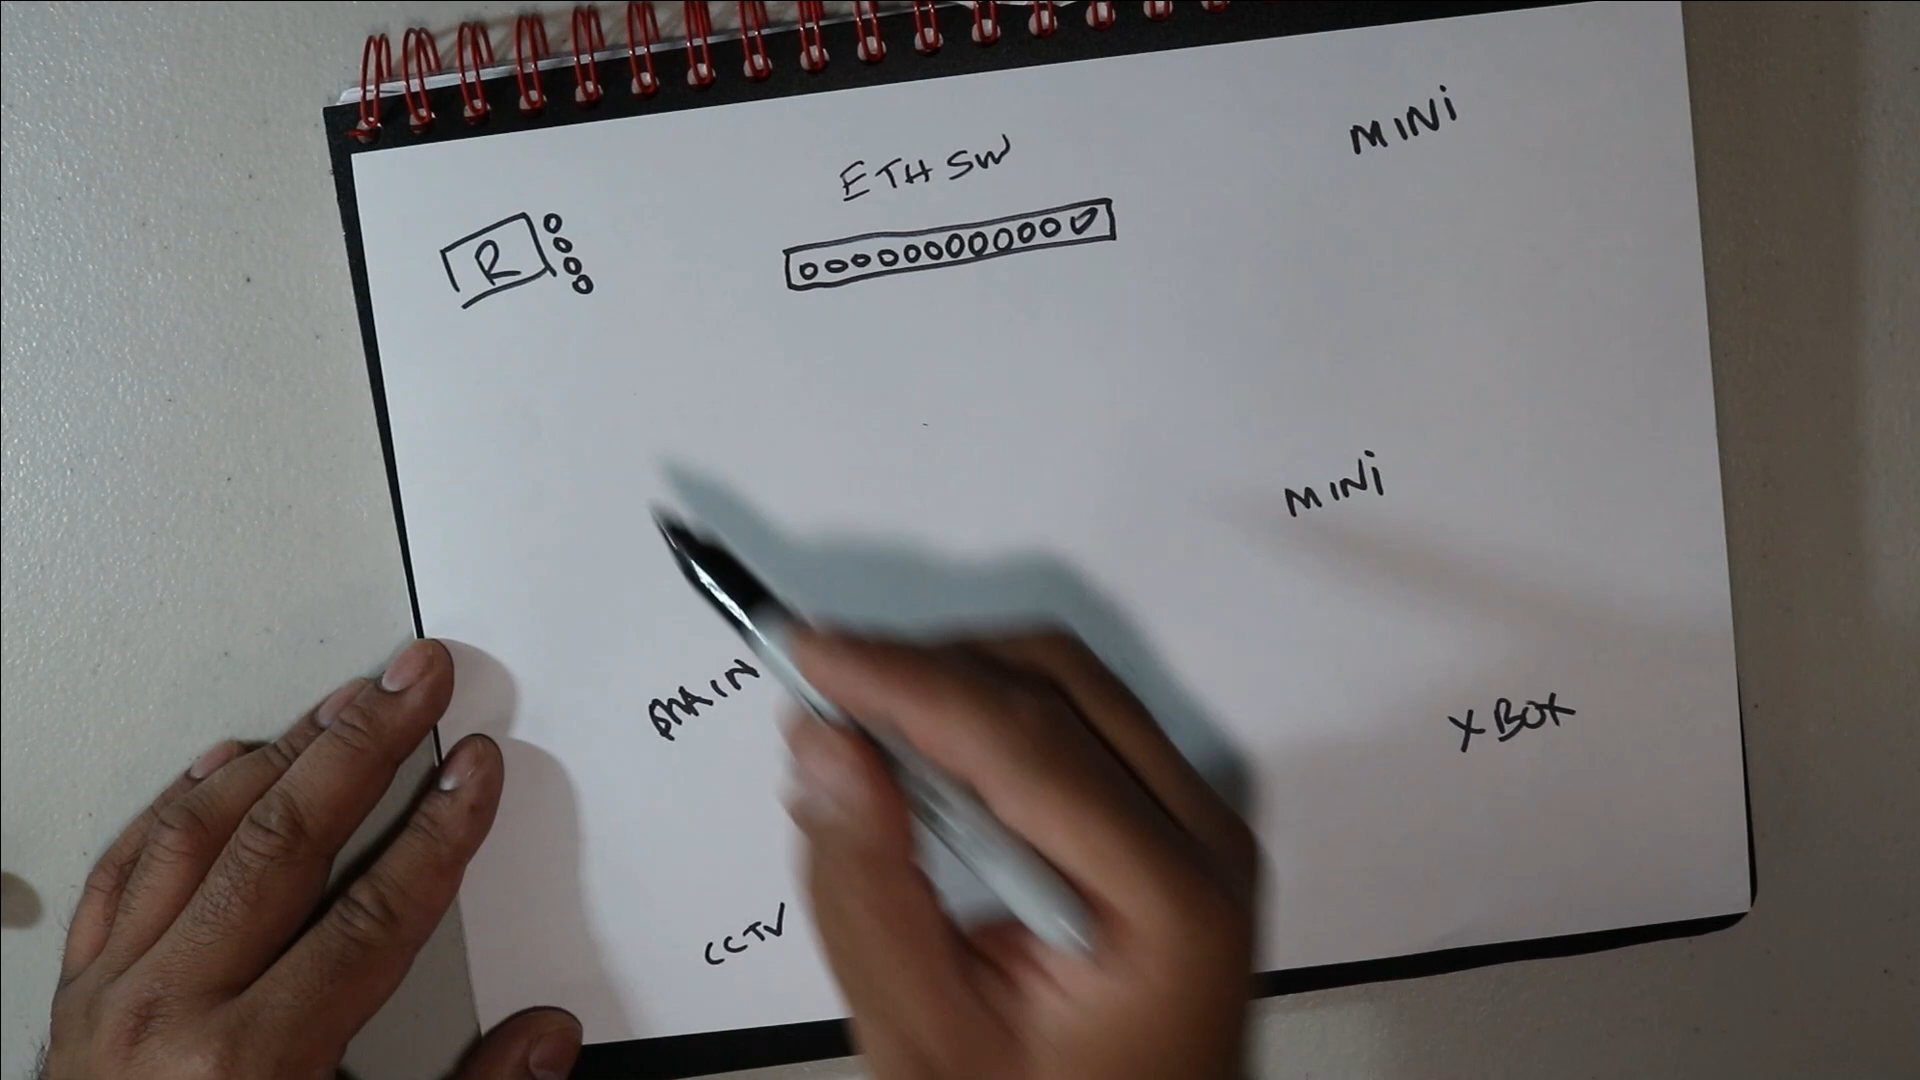 MINi
ETH SW
R
MINi
MAIN
XBOX
CCTV